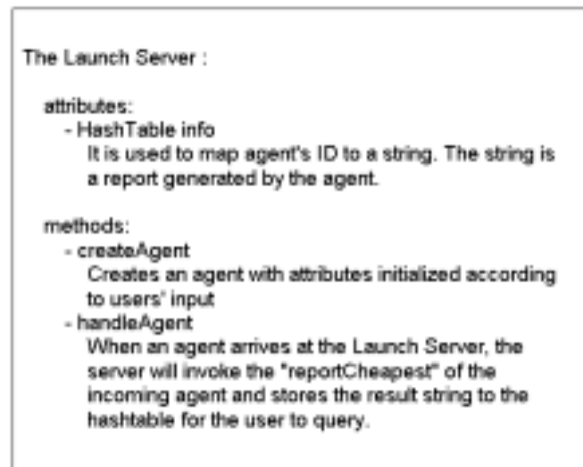 The Launch Server :
attributes:
- HashTable info
It is used to map agent's ID to a string. The string is
a report generated by the agent.
methods:
- createAgent
Creates an agent with attributes initialized according
to users' input
- handleAgent
When an agent arrives at the Launch Server, the
server will invoke the "reportCheapest" of the
incoming agent and stores the result string to the
hashtable for the user to query.